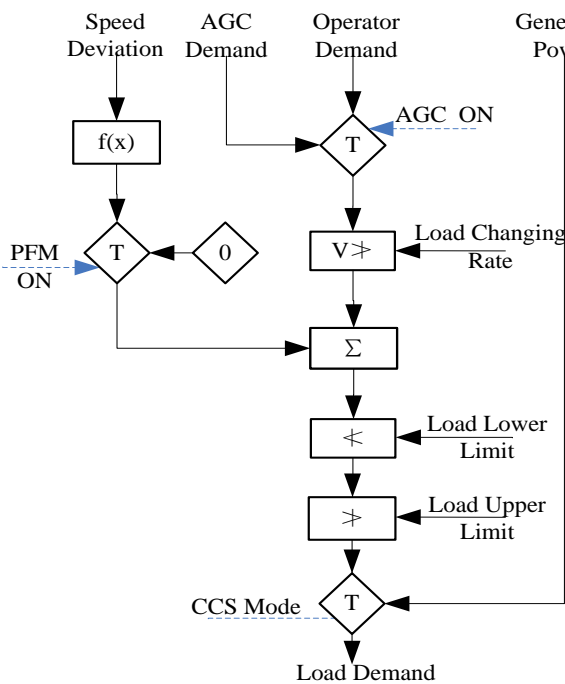 Speed
Deviation
AGC
Demand
Operator
Demand
f(x)
T
AGC ON
PFM
ON
T
0
V≯
Load Changing
Rate
Σ
≮
Load Lower
Limit
≯
Load Upper
Limit
CCS Mode
T
Load Demand